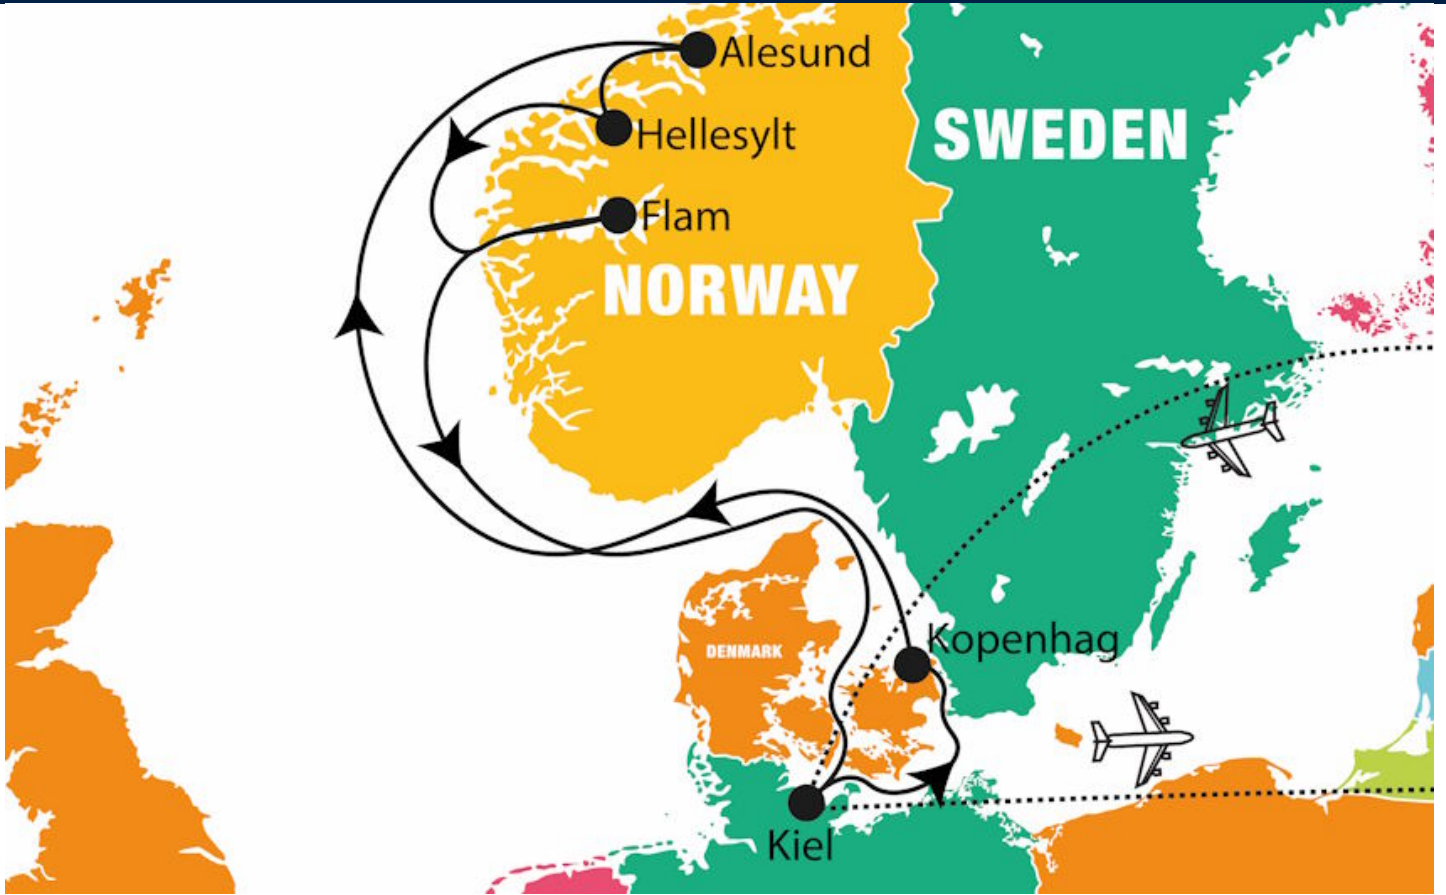 Alesund
SWEDEN
Hellesylt
Flam
NORWAY
Kopenhag
DENMARK
Kiel